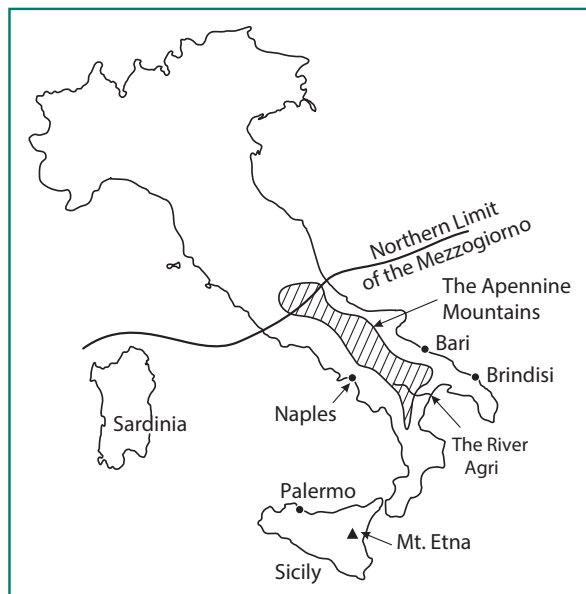 Northern Limit
of the Mezzogiorno
The Apennine
Mountains
Bari
Brindisi
Naples
Sardinia
The River
Agri
Palermo
Mt. Etna
Sicily